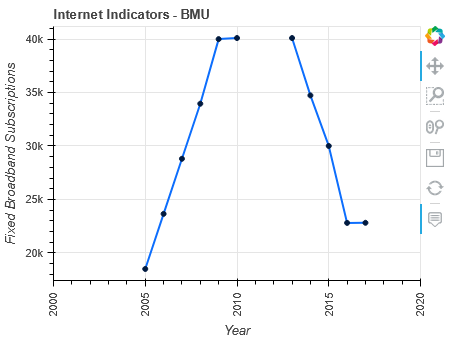 Internet Indicators - BMU
Fixed Broadband Subscriptions
40k
35k
30k
25k
20k
2000
2005
2010
2015
2020
Year